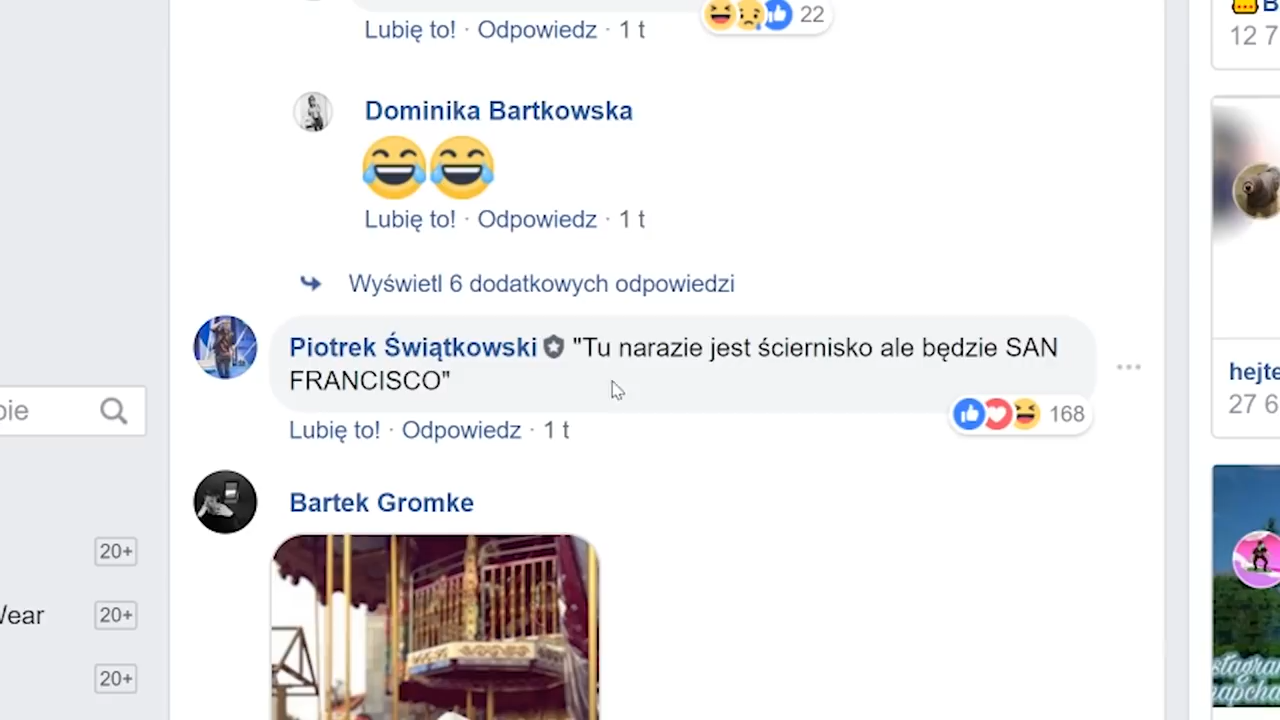 Lubię to! · Odpowiedz · 1 t
22
12 7
Dominika Bartkowska
Lubię to! · Odpowiedz · 1 t
Wyświetl 6 dodatkowych odpowiedzi
Piotrek Świątkowski "Tu narazie jest ściernisko ale będzie SAN
FRANCISCO"
168
Lubię to! · Odpowiedz · 1 t
hejte
27 6
Bartek Gromke
20+
20+
20+